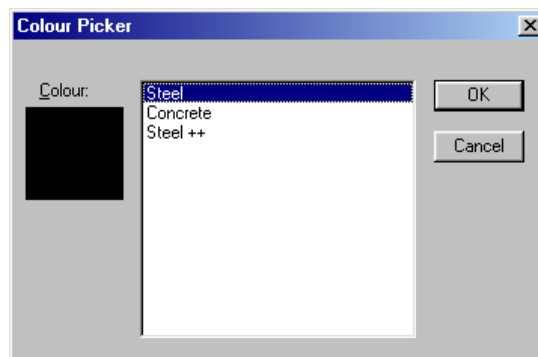 Colour Picker
Colour:
Steel
Concrete
Steel ++
OK
Cancel